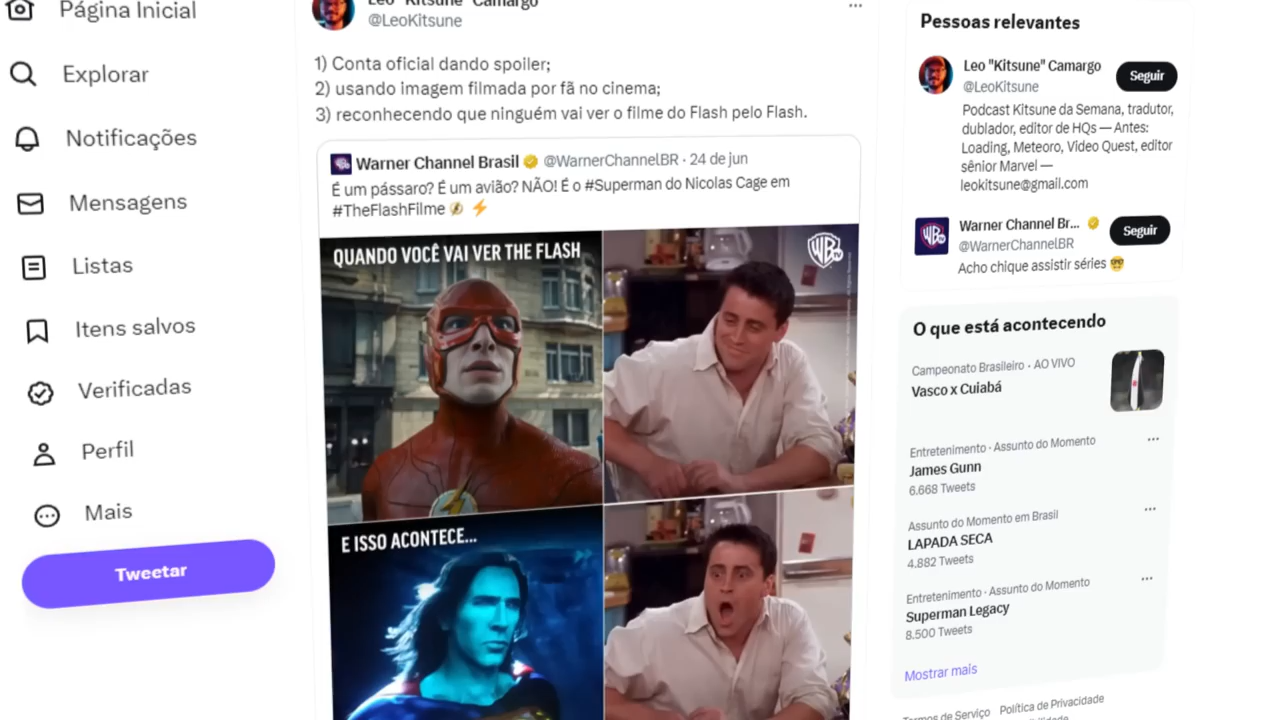 Página Inicial
Explorar
Notificações
Mensagens
Listas
Itens salvos
Verificadas
Perfil
Mais
Tweetar
Leo "Kitsune" Camargo
@LeoKitsune
1) Conta oficial dando spoiler;
2) usando imagem filmada por fã no cinema;
3) reconhecendo que ninguém vai ver o filme do Flash pelo Flash.
Warner Channel Brasil @WarnerChannelBR · 24 de jun
É um pássaro? É um avião? NÃO! É o #Superman do Nicolas Cage em
#TheFlashFilme
QUANDO VOCÊ VAI VER THE FLASH
WB TV
E ISSO ACONTECE...
Pessoas relevantes
Leo "Kitsune" Camargo
@LeoKitsune
Seguir
Podcast Kitsune da Semana, tradutor,
dublador, editor de HQs — Antes:
Loading, Meteoro, Video Quest, editor
sênior Marvel —
leokitsune@gmail.com
Warner Channel Br...
@WarnerChannelBR
Seguir
Acho chique assistir séries
O que está acontecendo
Campeonato Brasileiro · AO VIVO
Vasco x Cuiabá
Entretenimento · Assunto do Momento
James Gunn
6.668 Tweets
Assunto do Momento em Brasil
LAPADA SECA
4.882 Tweets
Entretenimento · Assunto do Momento
Superman Legacy
8.500 Tweets
Mostrar mais
Termos de Serviço Política de Privacidade